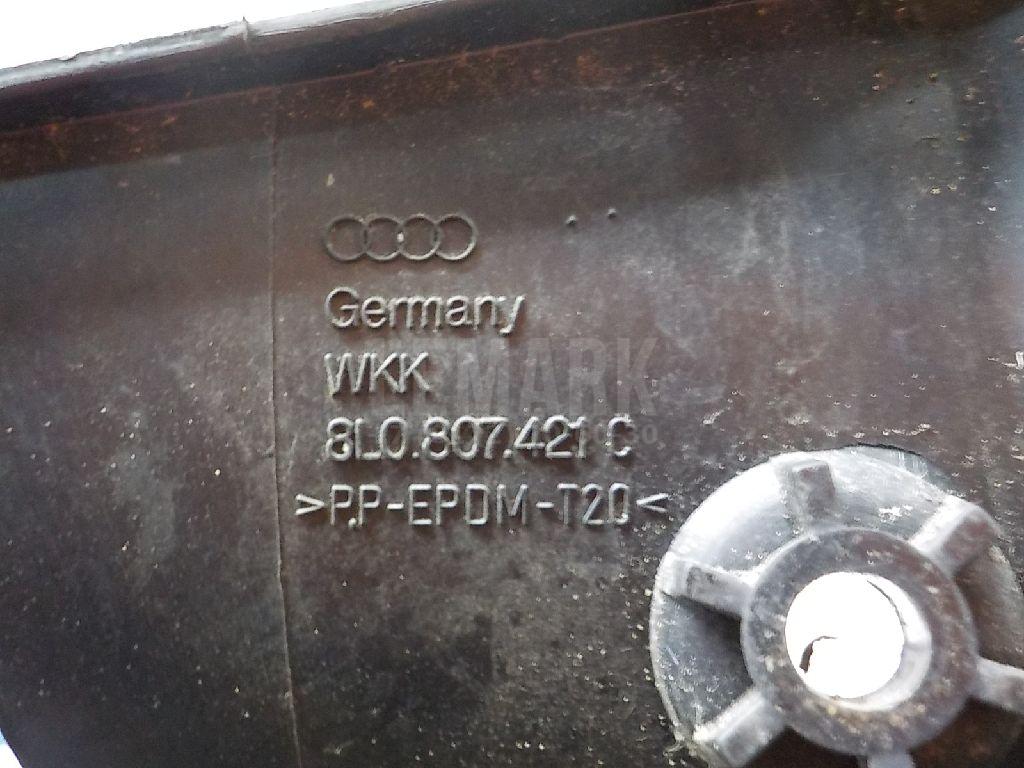 Germany
WKK
8L0.807.421 C
>P.P-EPDM-T20<